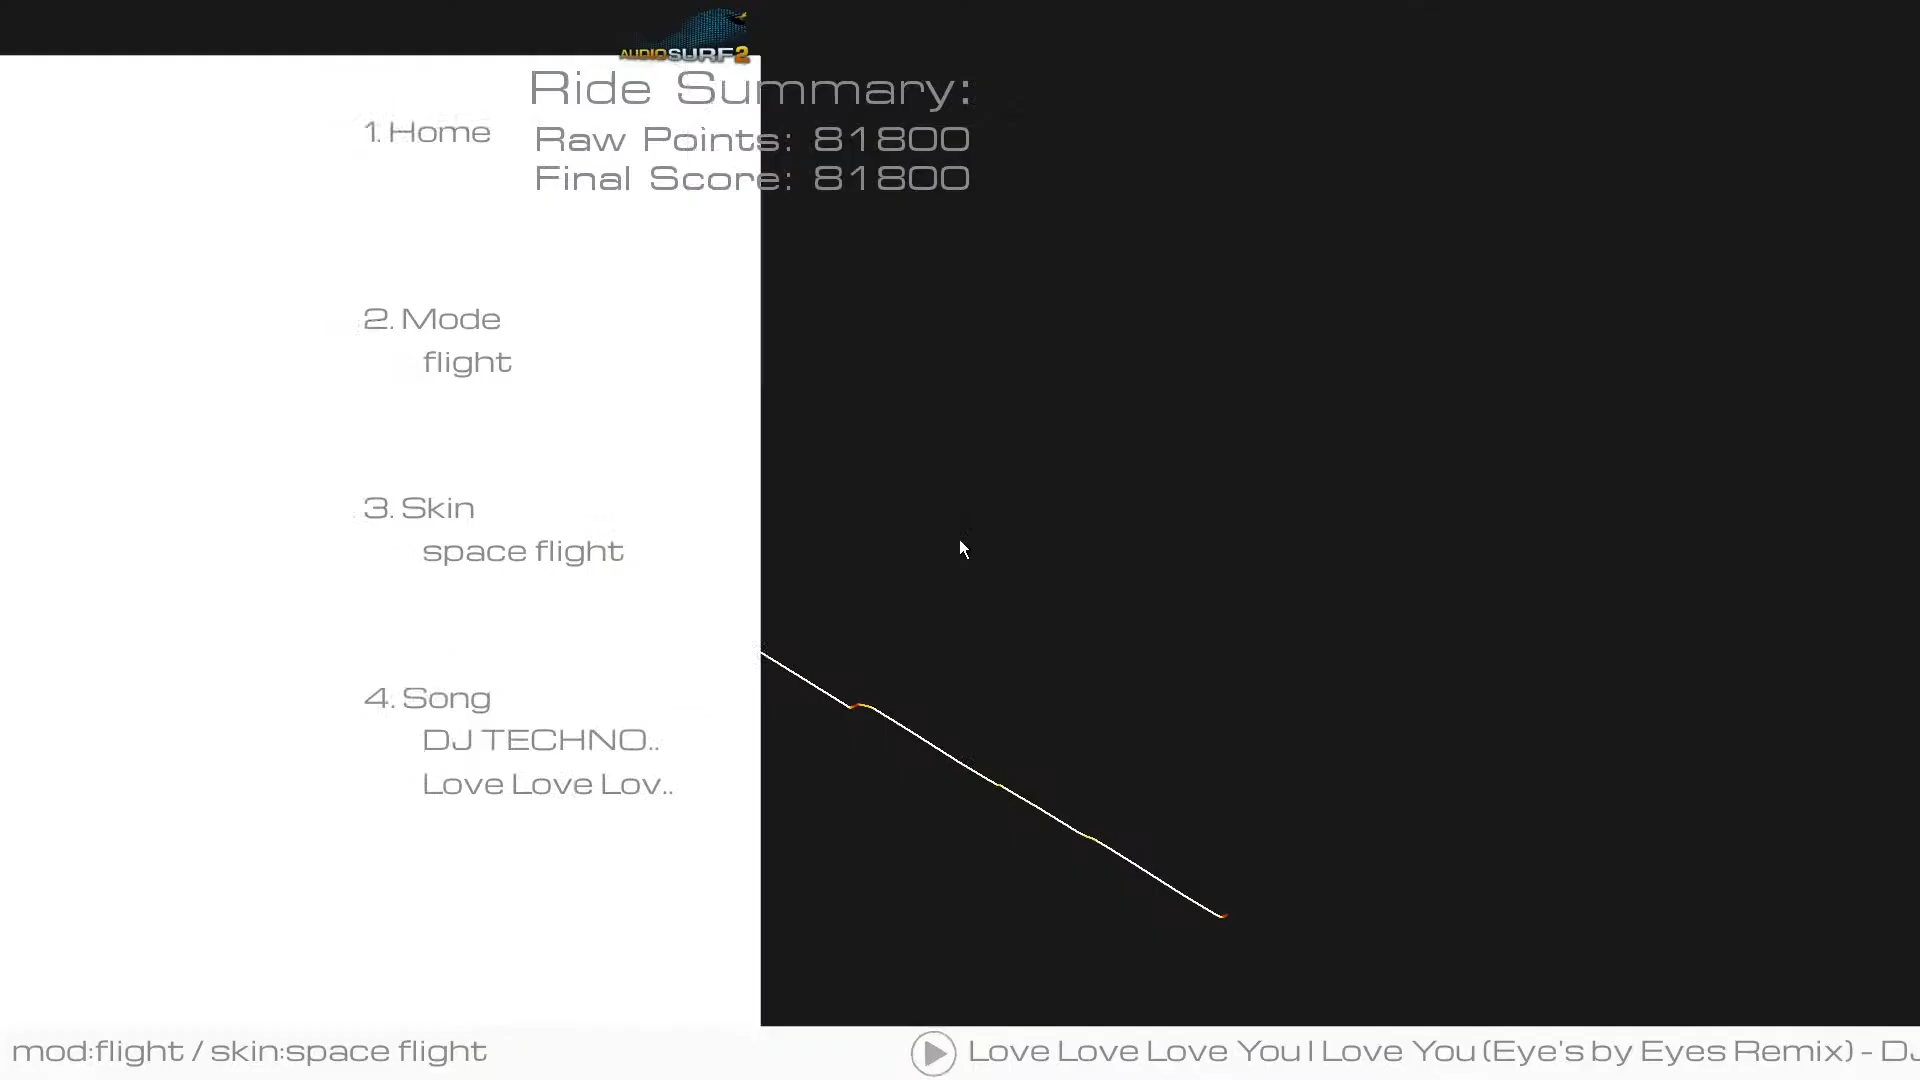 AUDIOSURF2
Ride Summary:
Raw Points: 81800
Final Score: 81800
1. Home
2. Mode
flight
3. Skin
space flight
4. Song
DJ TECHNO..
Love Love Lov..
mod:flight / skin:space flight
Love Love Love You I Love You (Eye's by Eyes Remix) - DJ